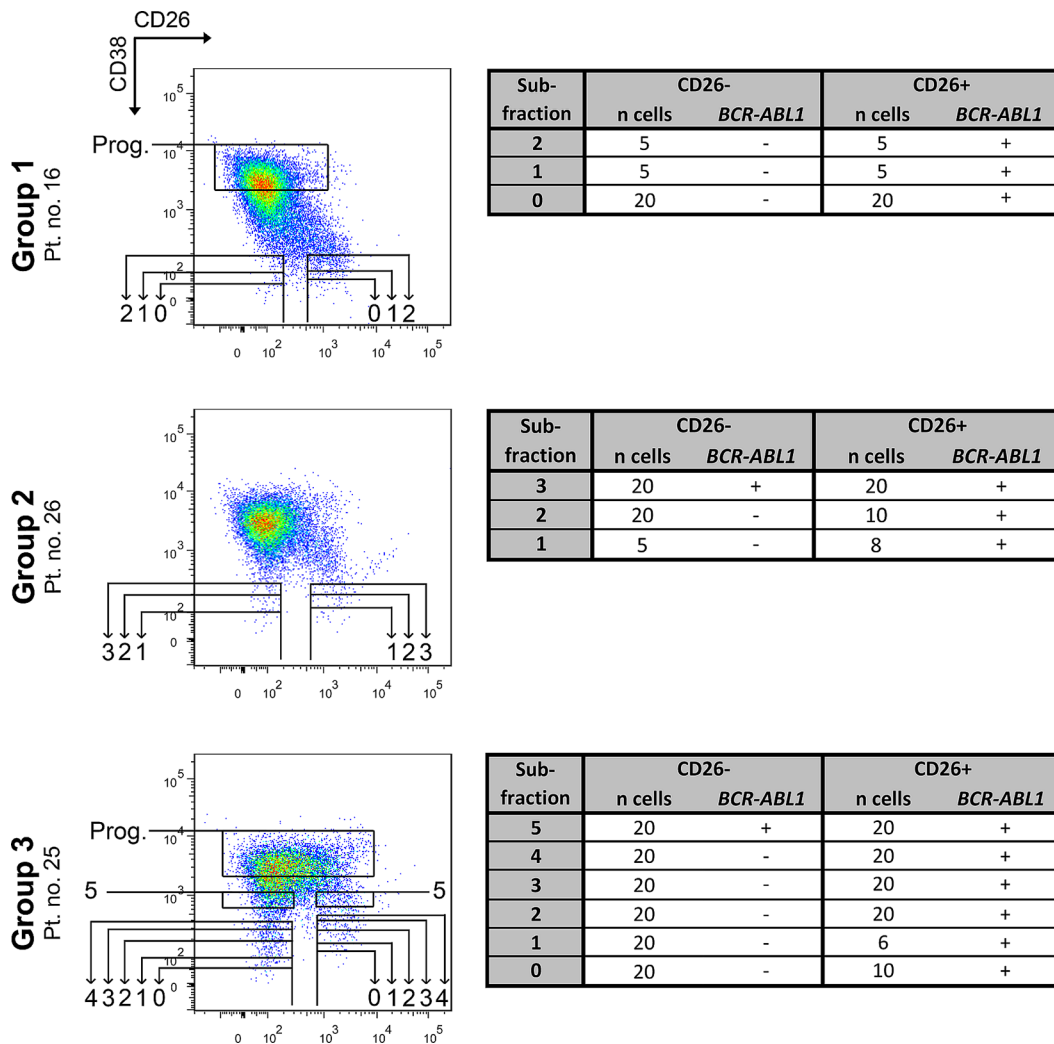 CD26
CD38
Group 1
Pt. no. 16
Prog.
10^5
10^4
10^3
10^2
0
2 1 0
0 1 2
0 10^2 10^3 10^4 10^5
Sub-fraction CD26- CD26+
n cells BCR-ABL1 n cells BCR-ABL1
2 5 - 5 +
1 5 - 5 +
0 20 - 20 +
Group 2
Pt. no. 26
10^5
10^4
10^3
10^2
0
3 2 1
1 2 3
0 10^2 10^3 10^4 10^5
Sub-fraction CD26- CD26+
n cells BCR-ABL1 n cells BCR-ABL1
3 20 + 20 +
2 20 - 10 +
1 5 - 8 +
Group 3
Pt. no. 25
10^5
Prog.
10^4
10^3
5 5
10^2
0
4 3 2 1 0
0 1 2 3 4
0 10^2 10^3 10^4 10^5
Sub-fraction CD26- CD26+
n cells BCR-ABL1 n cells BCR-ABL1
5 20 + 20 +
4 20 - 20 +
3 20 - 20 +
2 20 - 20 +
1 20 - 6 +
0 20 - 10 +